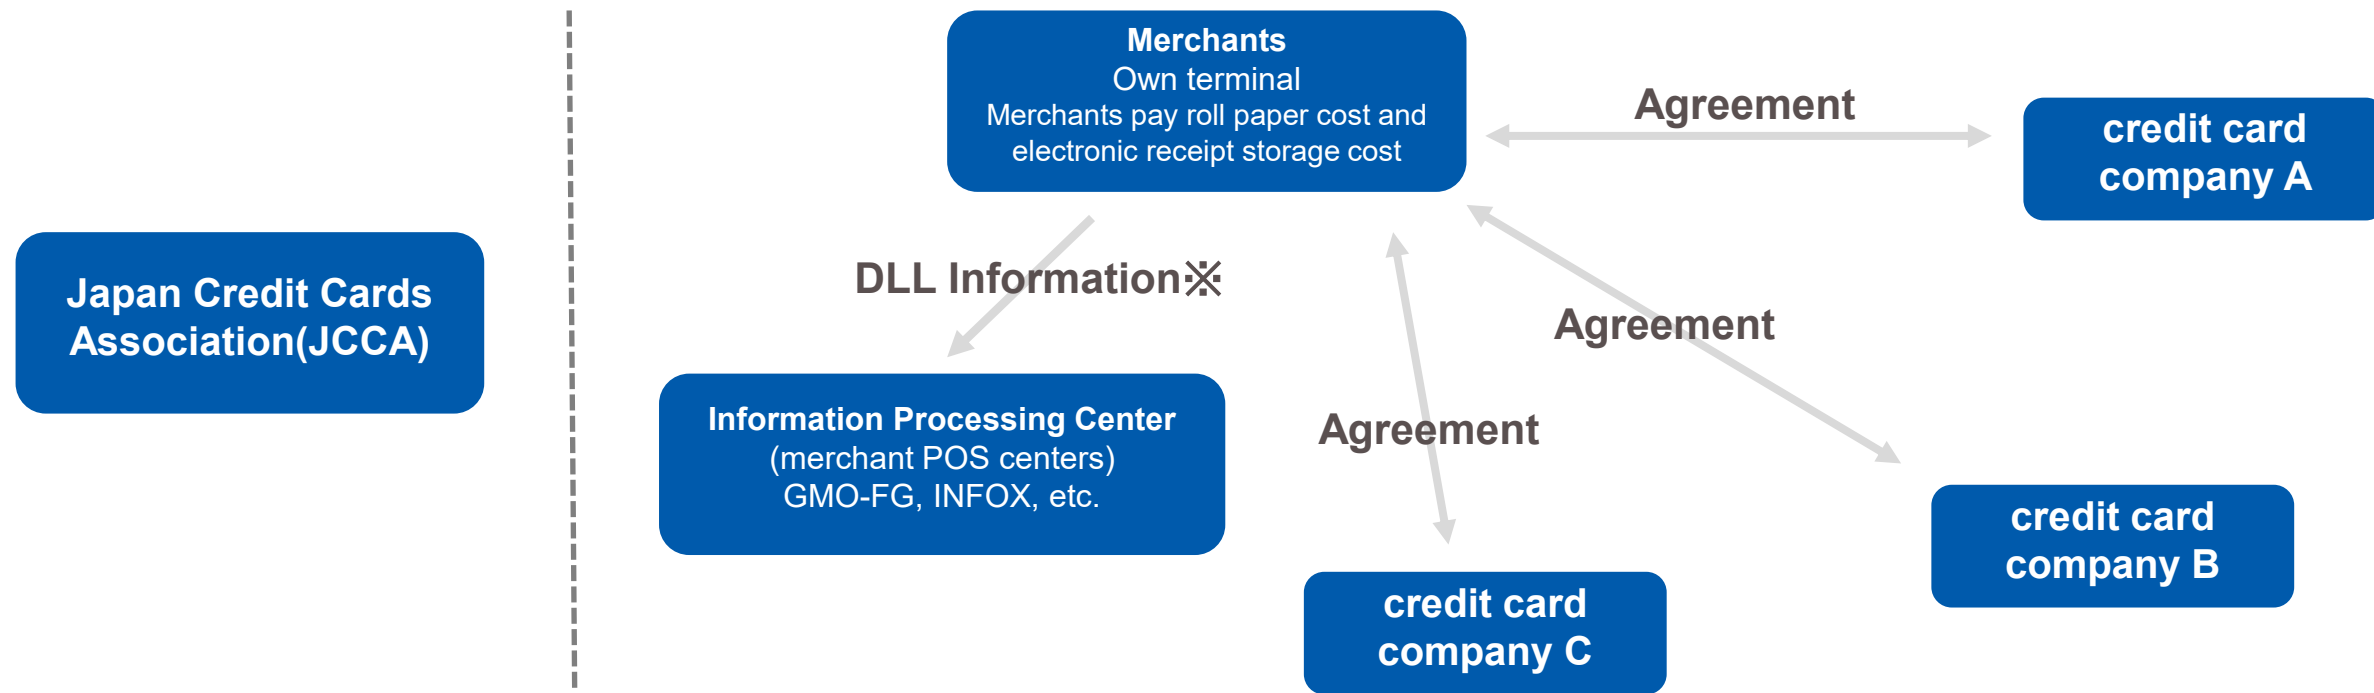 Merchants
Own terminal
Merchants pay roll paper cost and
electronic receipt storage cost
Agreement
credit card
company A
Japan Credit Cards
Association(JCCA)
DLL Information※
Agreement
Information Processing Center
(merchant POS centers)
GMO-FG, INFOX, etc.
Agreement
credit card
company B
credit card
company C